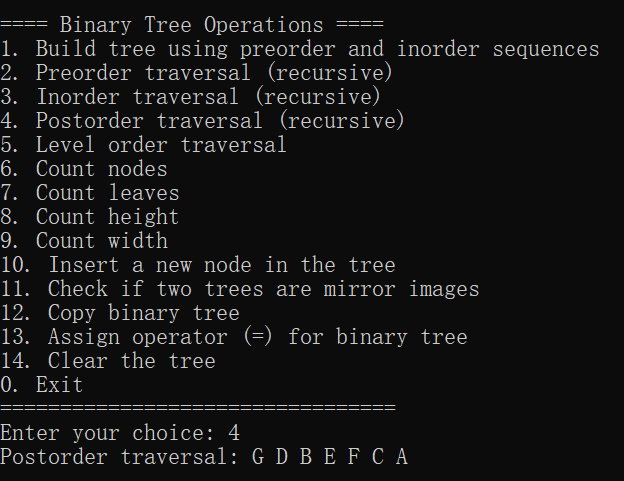 ==== Binary Tree Operations ====
1. Build tree using preorder and inorder sequences
2. Preorder traversal (recursive)
3. Inorder traversal (recursive)
4. Postorder traversal (recursive)
5. Level order traversal
6. Count nodes
7. Count leaves
8. Count height
9. Count width
10. Insert a new node in the tree
11. Check if two trees are mirror images
12. Copy binary tree
13. Assign operator (=) for binary tree
14. Clear the tree
0. Exit
=================================
Enter your choice: 4
Postorder traversal: G D B E F C A